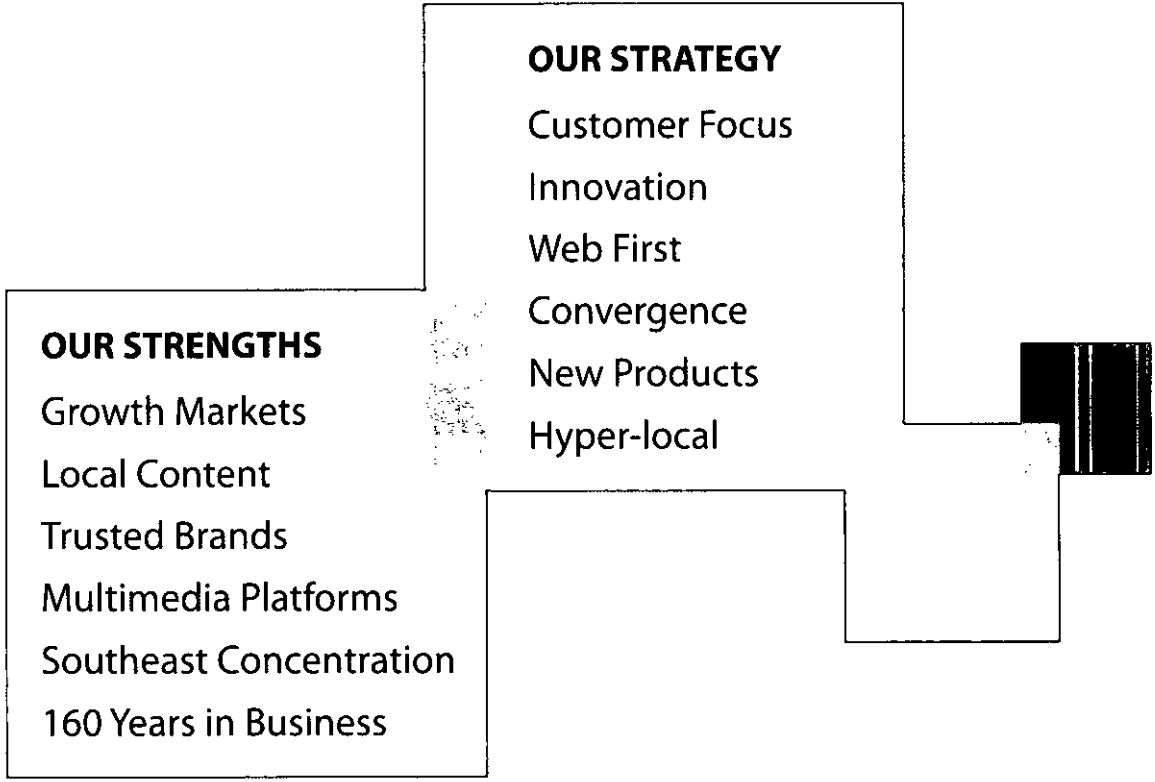 OUR STRATEGY
Customer Focus
Innovation
Web First
Convergence
New Products
Hyper-local
OUR STRENGTHS
Growth Markets
Local Content
Trusted Brands
Multimedia Platforms
Southeast Concentration
160 Years in Business